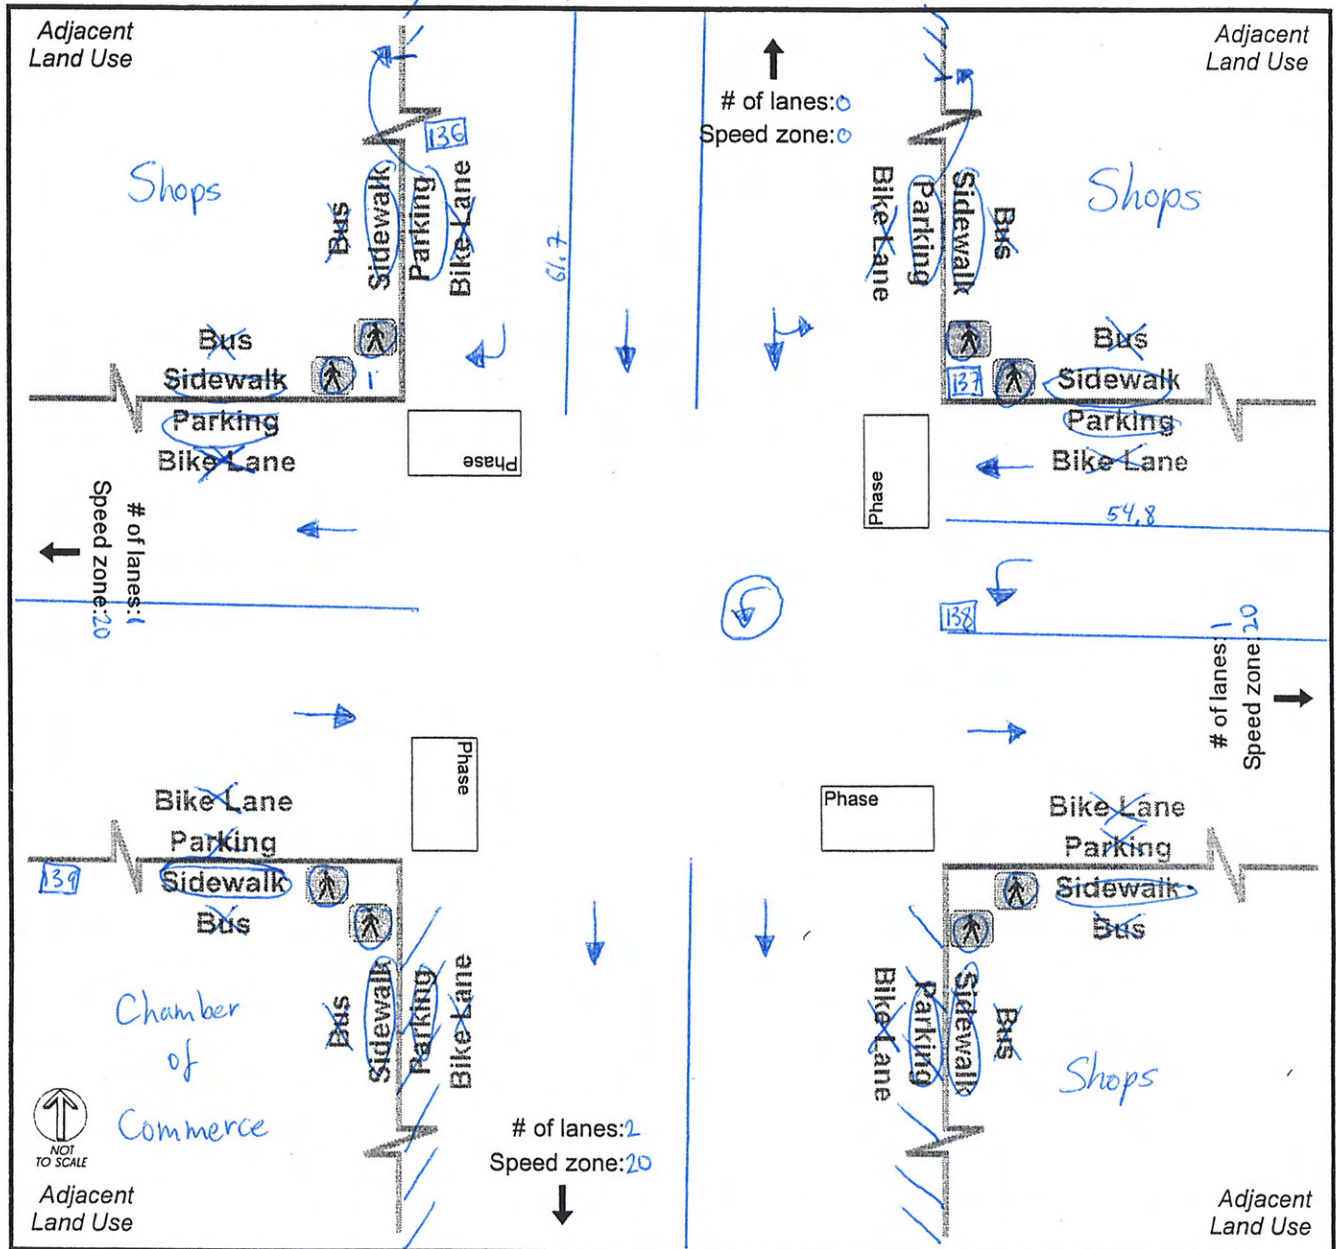 Adjacent
Land Use
Adjacent
Land Use
# of lanes:0
Speed zone:0
136
Shops
Bus
Sidewalk
Parking
Bike Lane
61.7
Bike Lane
Parking
Sidewalk
Bus
Shops
Bus
Sidewalk
Parking
Bike Lane
137
Bus
Sidewalk
Parking
Bike Lane
Phase
Phase
54.8
# of lanes:1
Speed zone:20
138
# of lanes:1
Speed zone:20
Phase
Phase
Bike Lane
Parking
Sidewalk
Bus
139
Bike Lane
Parking
Sidewalk
Bus
Bus
Sidewalk
Parking
Bike Lane
Bike Lane
Parking
Sidewalk
Bus
Chamber
of
Commerce
Shops
NOT
TO SCALE
# of lanes:2
Speed zone:20
Adjacent
Land Use
Adjacent
Land Use